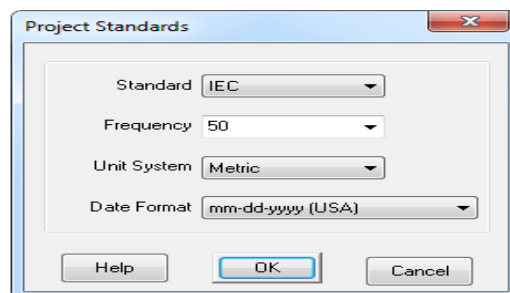 Project Standards
Standard IEC
Frequency 50
Unit System Metric
Date Format mm-dd-yyyy (USA)
Help OK Cancel